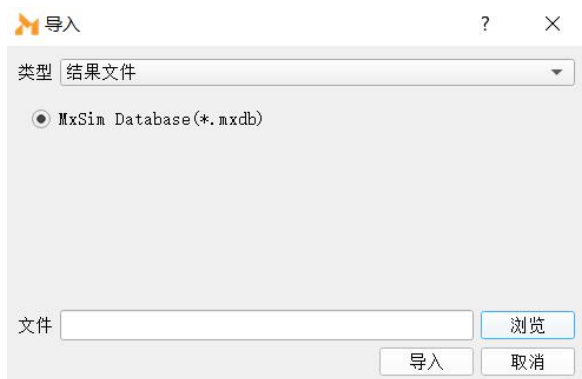 导入
类型 结果文件
MxSim Database(*.mxdb)
文件 浏览
导入 取消